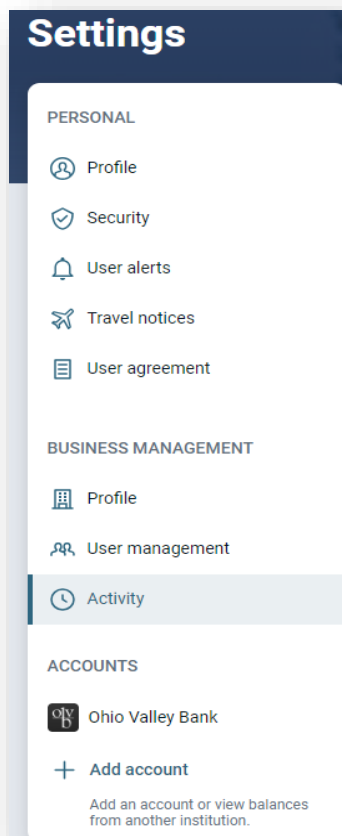 Settings
PERSONAL
Profile
Security
User alerts
Travel notices
User agreement
BUSINESS MANAGEMENT
Profile
User management
Activity
ACCOUNTS
Ohio Valley Bank
Add account
Add an account or view balances
from another institution.